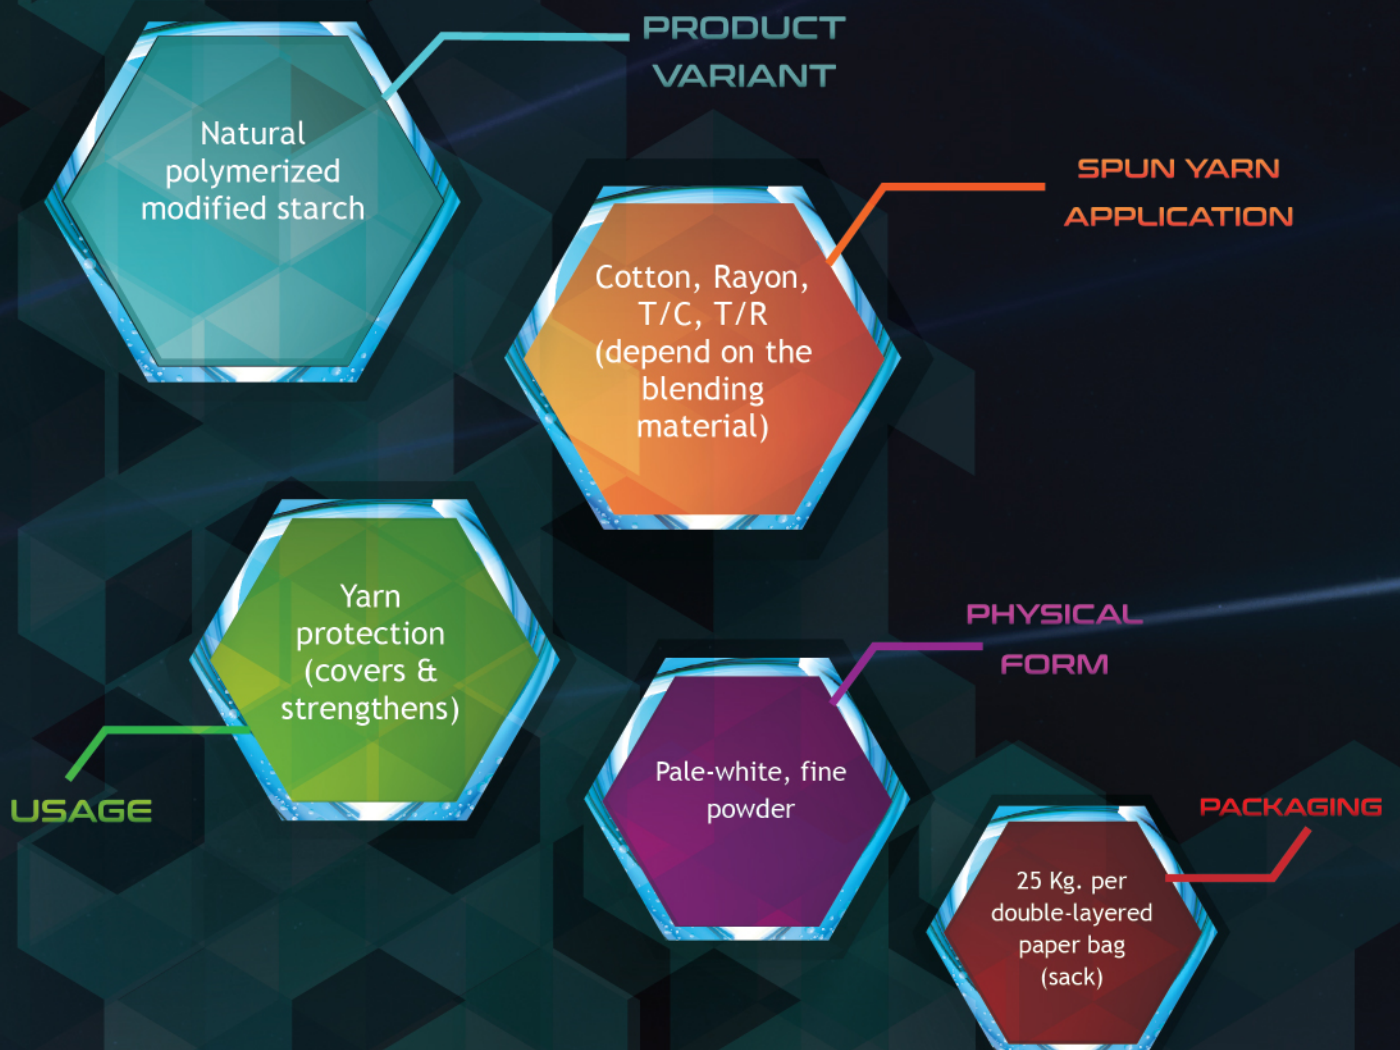 PRODUCT
VARIANT
Natural
polymerized
modified starch
SPUN YARN
APPLICATION
Cotton, Rayon,
T/C, T/R
(depend on the
blending
material)
Yarn
protection
(covers &
strengthens)
USAGE
PHYSICAL
FORM
Pale-white, fine
powder
PACKAGING
25 Kg. per
double-layered
paper bag
(sack)